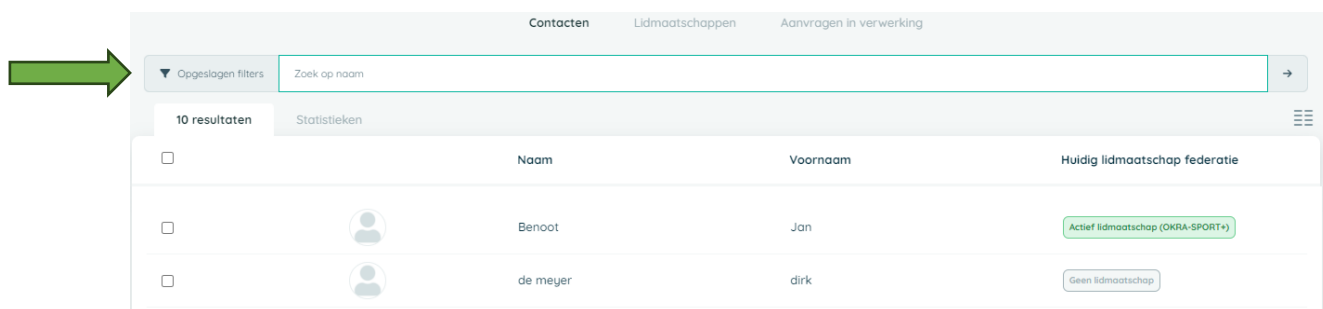 Contacten Lidmaatschappen Aanvragen in verwerking
Opgeslagen filters Zoek op naam
10 resultaten Statistieken
Naam Voornaam Huidig lidmaatschap federatie
Benoot Jan Actief lidmaatschap (OKRA-SPORT+)
de meyer dirk Geen lidmaatschap